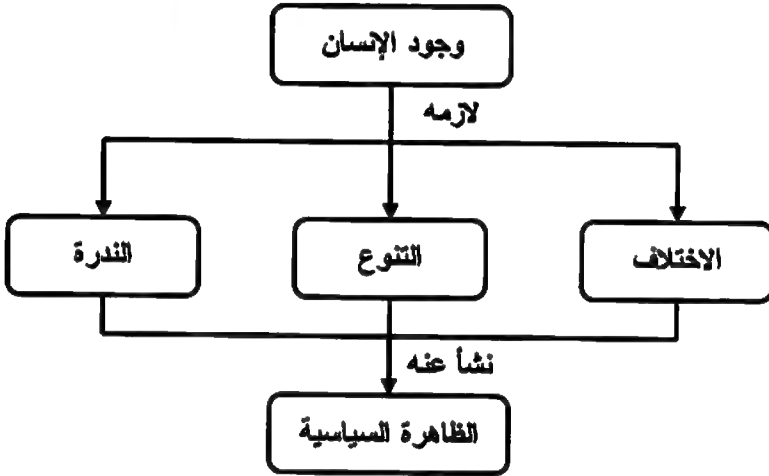 وجود الإنسان
لازمه
الاختلاف
التنوع
الندرة
نشأ عنه
الظاهرة السياسية